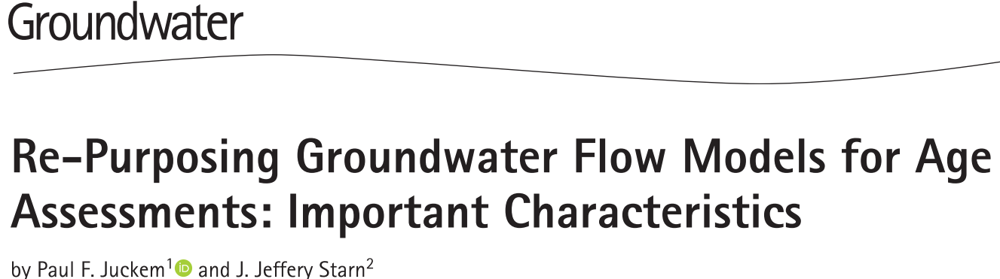 Groundwater
Re-Purposing Groundwater Flow Models for Age
Assessments: Important Characteristics
by Paul F. Juckem1 iD and J. Jeffery Starn2